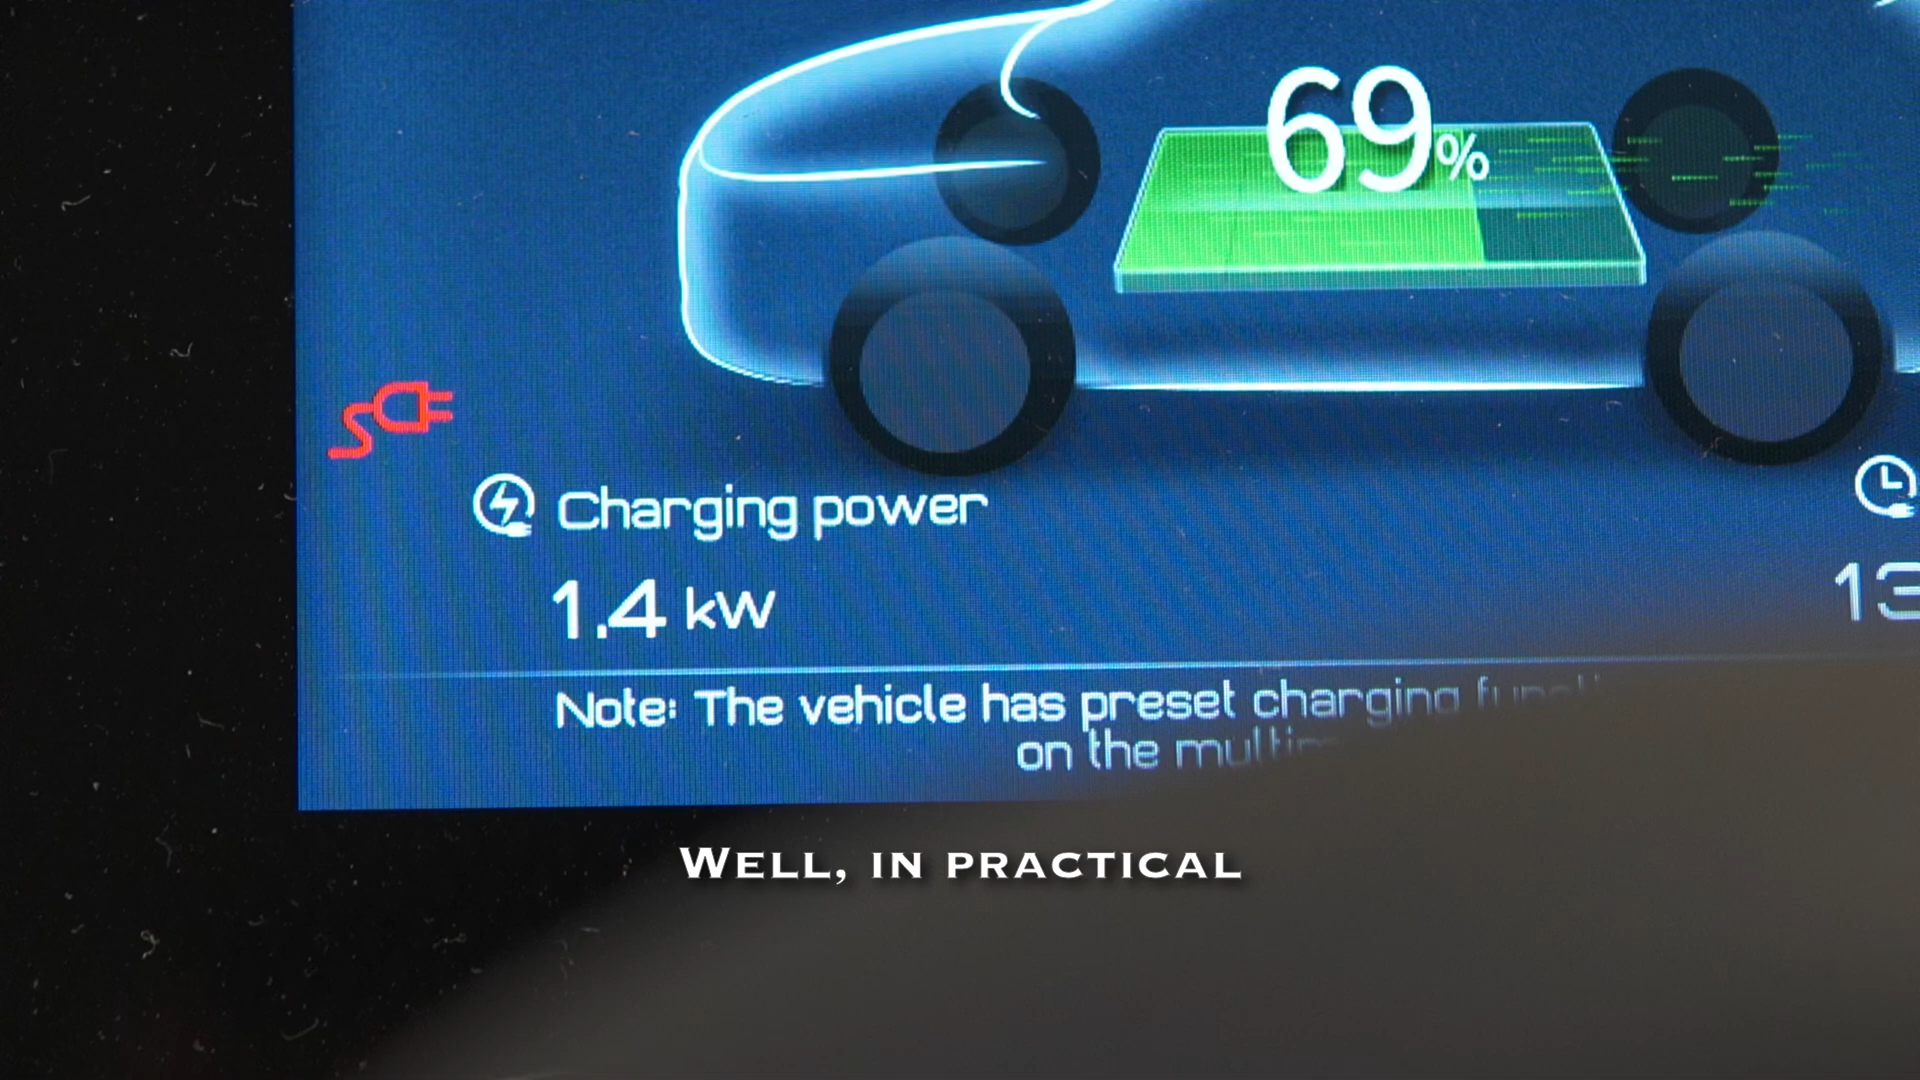 69%
Charging power
1.4 kW
13
Note: The vehicle has preset charging
on the
WELL, IN PRACTICAL